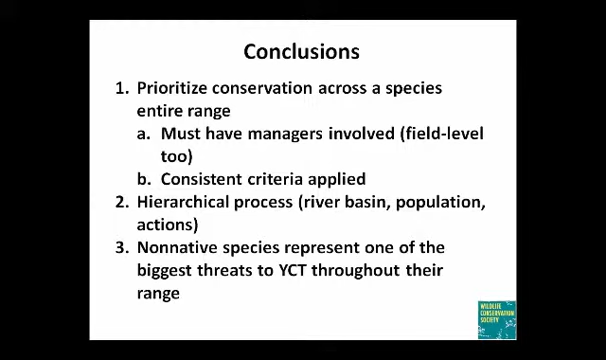 Conclusions
1. Prioritize conservation across a species
entire range
a. Must have managers involved (field-level
too)
b. Consistent criteria applied
2. Hierarchical process (river basin, population,
actions)
3. Nonnative species represent one of the
biggest threats to YCT throughout their
range
WILDLIFE
CONSERVATION
SOCIETY